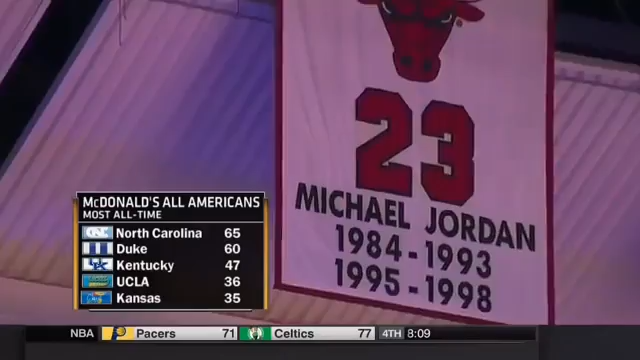 23
MICHAEL JORDAN
1984-1993
1995-1998
McDONALD'S ALL AMERICANS
MOST ALL-TIME
North Carolina 65
Duke 60
Kentucky 47
UCLA 36
Kansas 35
NBA Pacers 71 Celtics 77 4TH 8:09